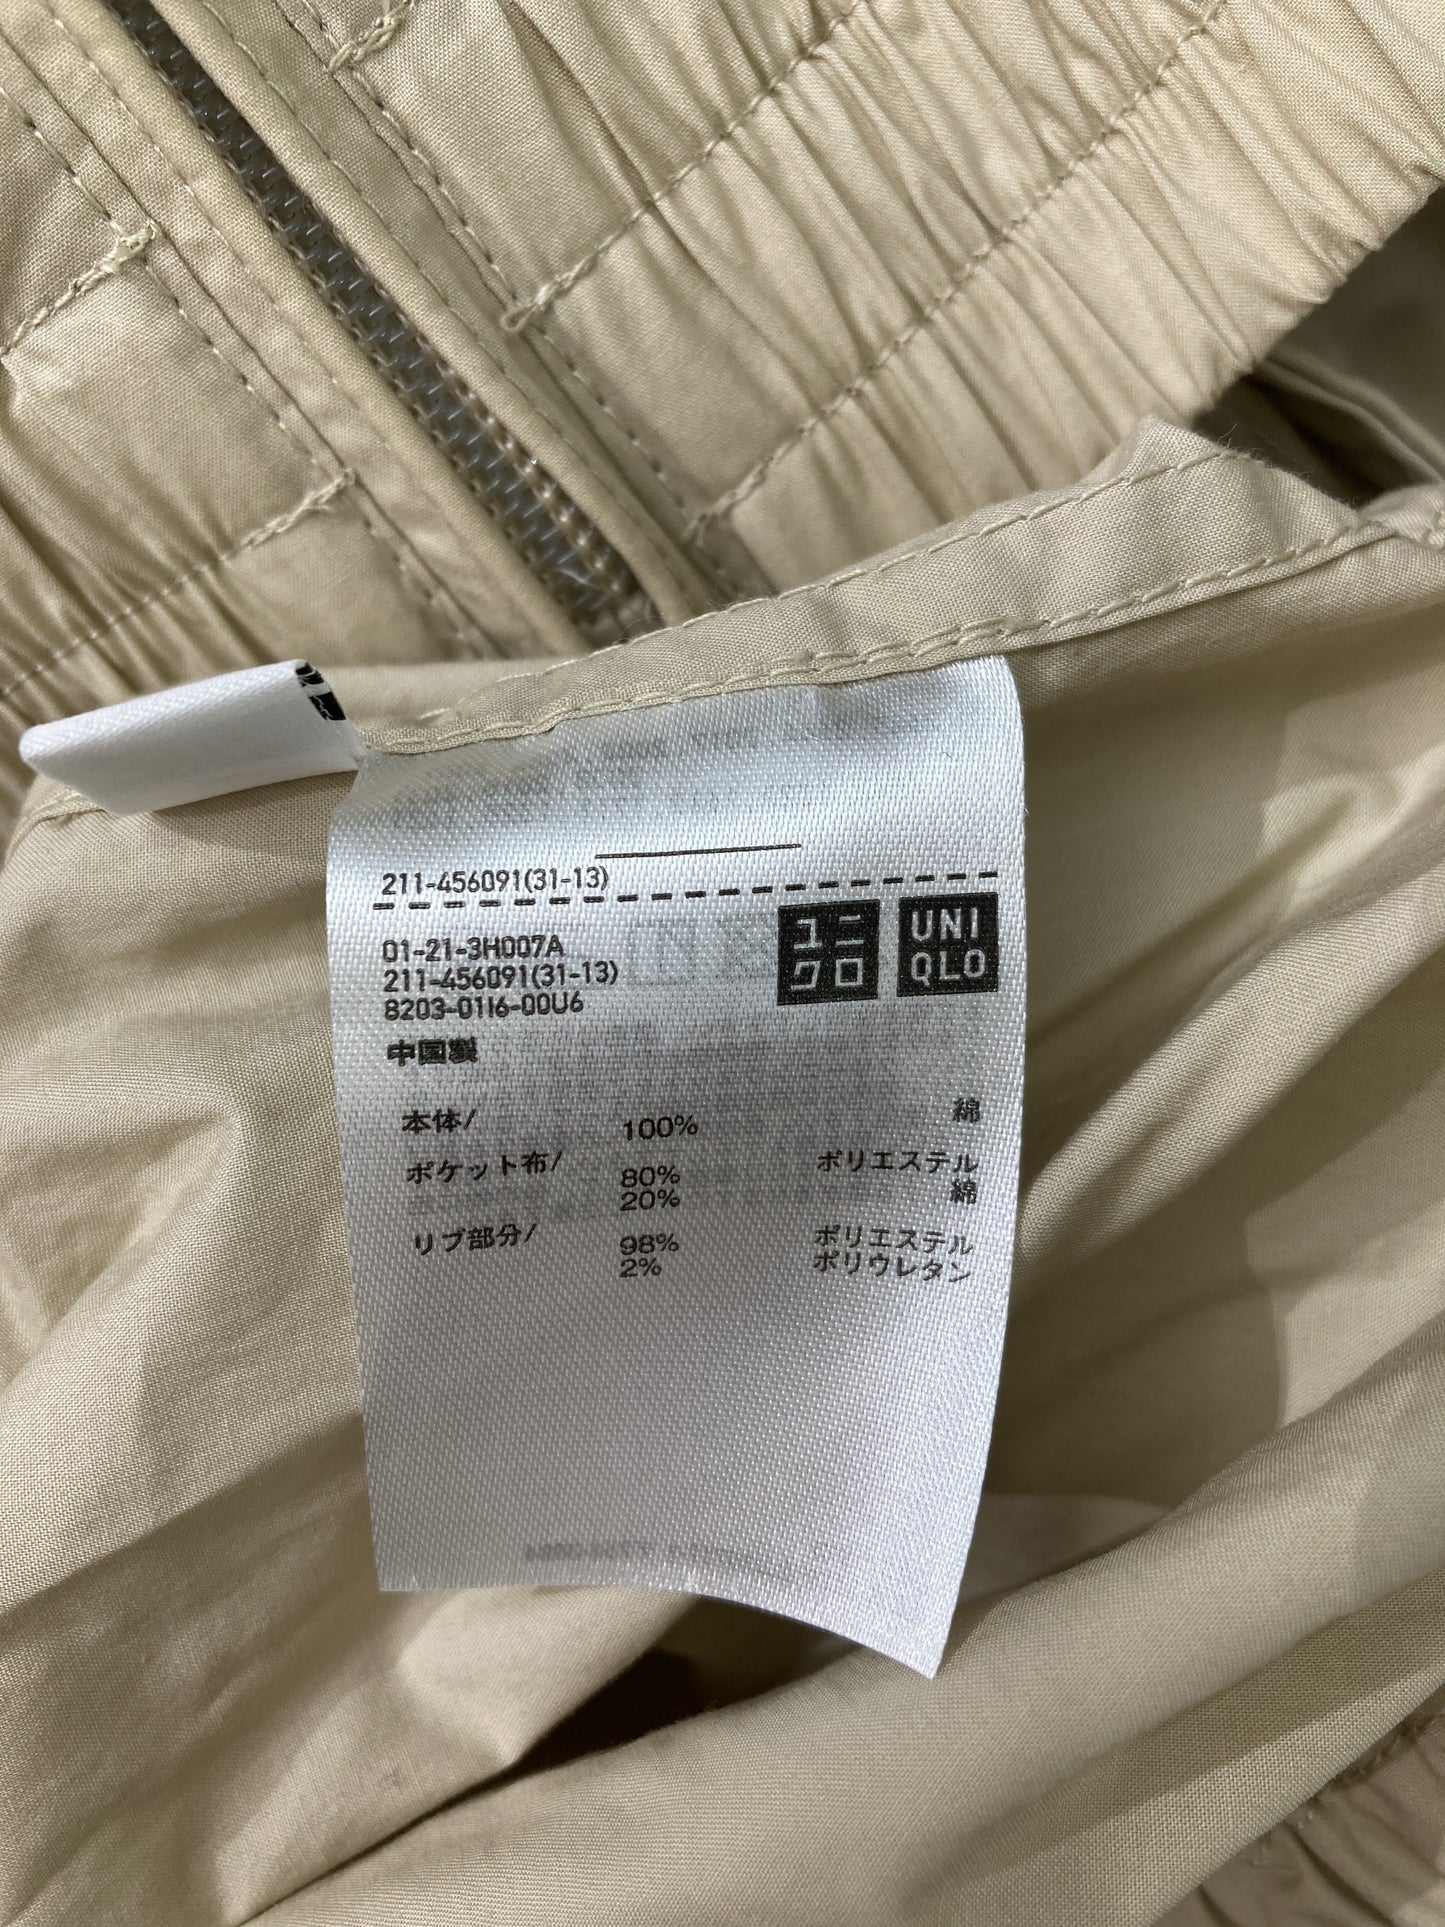 211-456091(31-13)
01-21-3H007A
211-456091(31-13)
8203-01I6-00U6
中国製
ユニ
クロ
UNI
QLO
本体/ 100% 綿
ポケット布/ 80% ポリエステル
20% 綿
リブ部分/ 98% ポリエステル
2% ポリウレタン